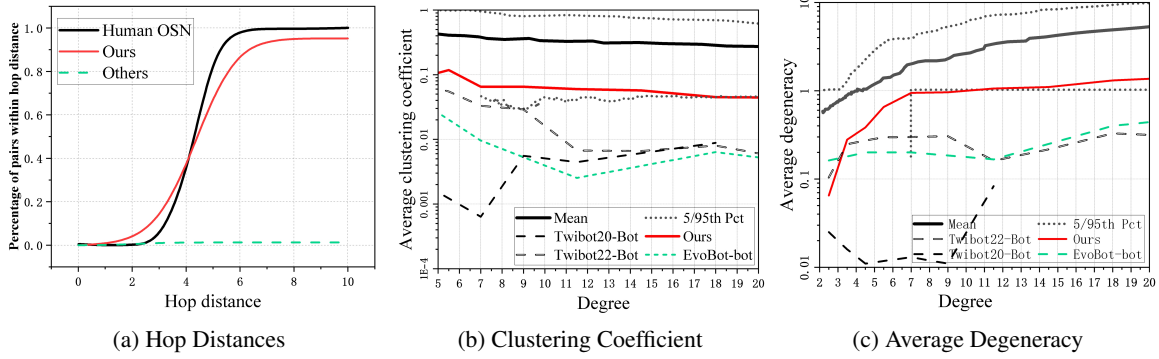 Percentage of pairs within hop distance
1.0
0.8
0.6
0.4
0.2
0.0
Human OSN
Ours
Others
0 2 4 6 8 10
Hop distance
(a) Hop Distances
Average clustering coefficient
1
0.1
0.01
0.001
1E-4
Mean
Twibot20-Bot
Twibot22-Bot
5/95th Pct
Ours
EvoBot-bot
5 6 7 8 9 10 11 12 13 14 15 16 17 18 19 20
Degree
(b) Clustering Coefficient
Average degeneracy
10
1
0.1
0.01
Mean
Twibot22-Bot
Twibot20-Bot
5/95th Pct
Ours
EvoBot-bot
2 3 4 5 6 7 8 9 10 11 12 13 14 15 16 17 18 19 20
Degree
(c) Average Degeneracy